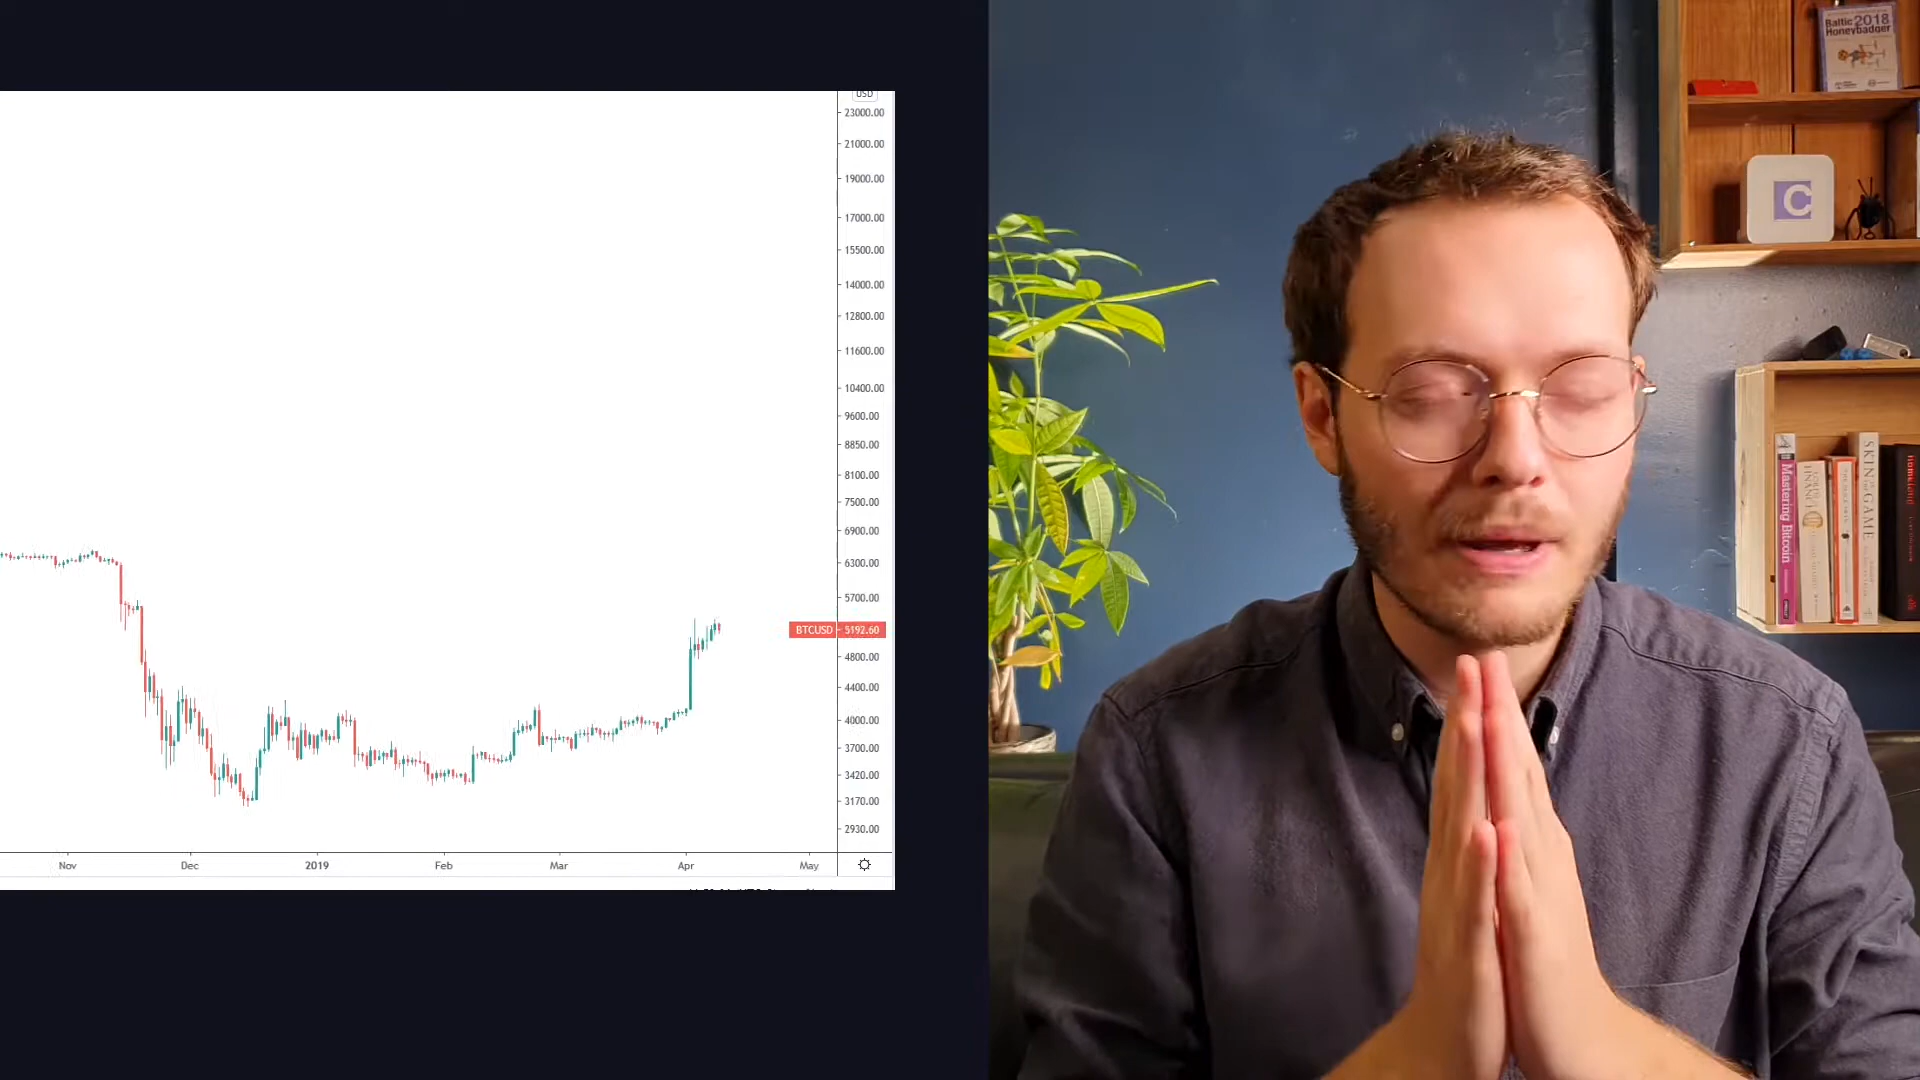 USD
23000.00
21000.00
19000.00
17000.00
15500.00
14000.00
12800.00
11600.00
10400.00
9600.00
8850.00
8100.00
7500.00
6900.00
6300.00
5700.00
BTCUSD 5192.60
4800.00
4400.00
4000.00
3700.00
3420.00
3170.00
2930.00
Nov Dec 2019 Feb Mar Apr May
Baltic 2018
Honeybadger
C
Mastering Bitcoin
SKIN IN THE GAME